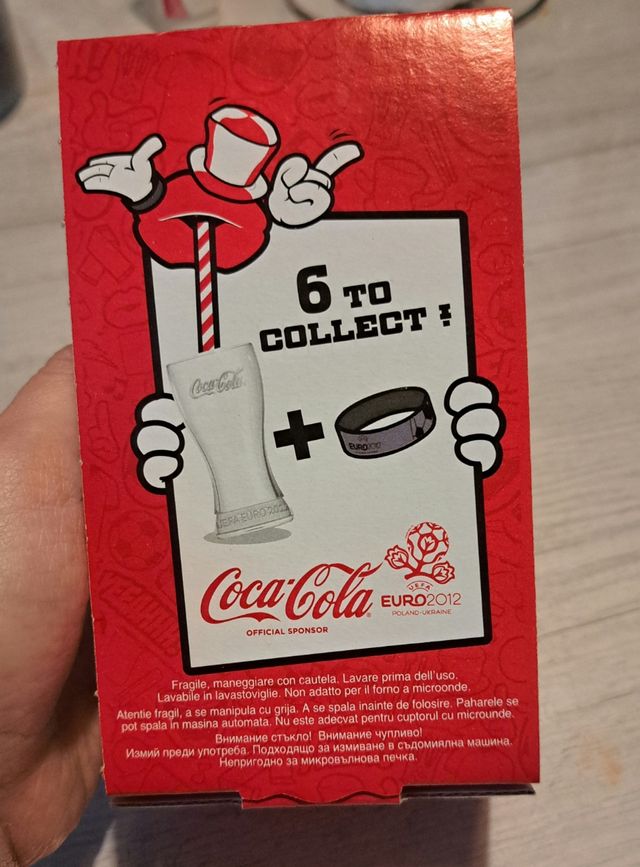 6 TO
COLLECT !
Coca-Cola
UEFA EURO 2012
EURO2012
Coca-Cola
OFFICIAL SPONSOR
UEFA
EURO2012
POLAND-UKRAINE
Fragile, maneggiare con cautela. Lavare prima dell'uso.
Lavabile in lavastoviglie. Non adatto per il forno a microonde.
Atentie fragil, a se manipula cu grija. A se spala inainte de folosire. Paharele se
pot spala in masina automata. Nu este adecvat pentru cuptorul cu microunde.
Внимание стъкло! Внимание чупливо!
Измий преди употреба. Подходящо за измиване в съдомиялна машина.
Непригодно за микровълнова печка.